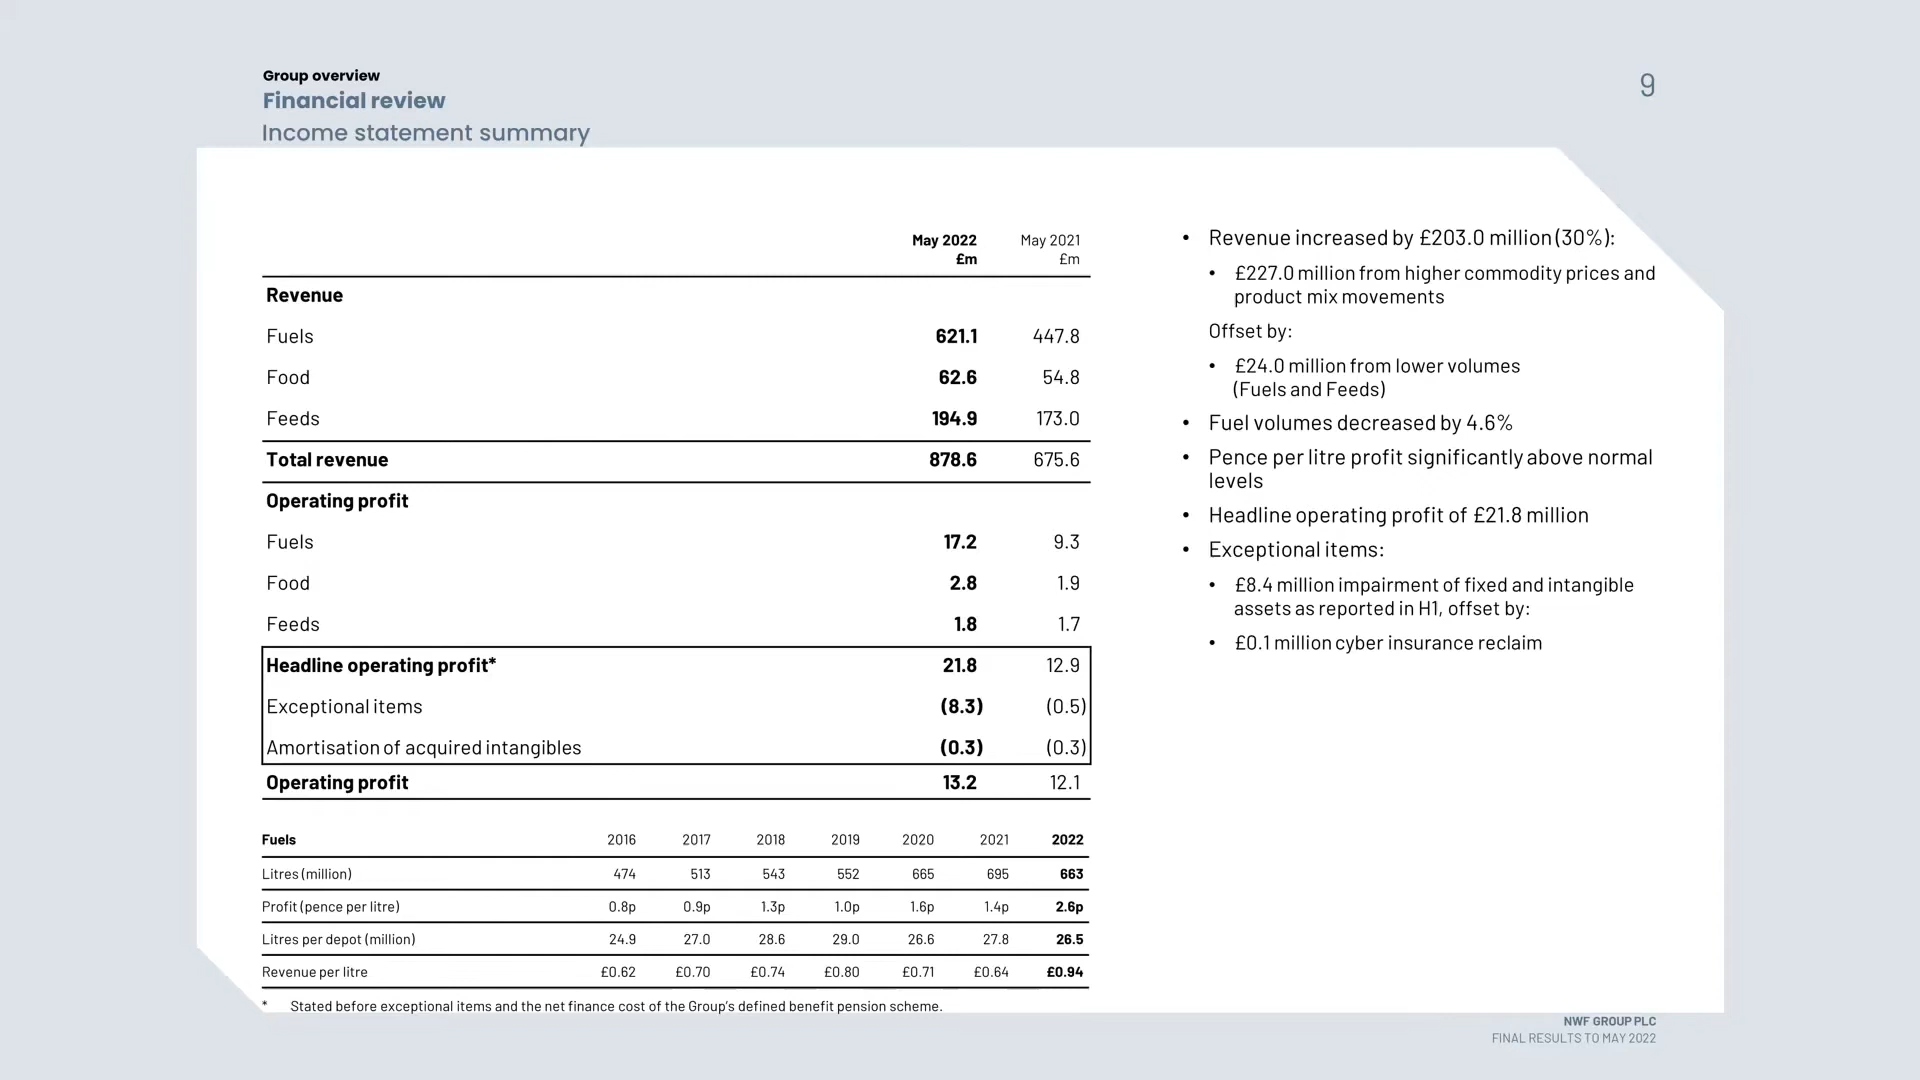 Group overview
Financial review
Income statement summary
9
May 2022 May 2021
£m £m
Revenue
Fuels 621.1 447.8
Food 62.6 54.8
Feeds 194.9 173.0
Total revenue 878.6 675.6
Operating profit
Fuels 17.2 9.3
Food 2.8 1.9
Feeds 1.8 1.7
Headline operating profit* 21.8 12.9
Exceptional items (8.3) (0.5)
Amortisation of acquired intangibles (0.3) (0.3)
Operating profit 13.2 12.1
Fuels 2016 2017 2018 2019 2020 2021 2022
Litres (million) 474 513 543 552 665 695 663
Profit (pence per litre) 0.8p 0.9p 1.3p 1.0p 1.6p 1.4p 2.6p
Litres per depot (million) 24.9 27.0 28.6 29.0 26.6 27.8 26.5
Revenue per litre £0.62 £0.70 £0.74 £0.80 £0.71 £0.64 £0.94
* Stated before exceptional items and the net finance cost of the Group's defined benefit pension scheme.
• Revenue increased by £203.0 million (30%):
• £227.0 million from higher commodity prices and
product mix movements
Offset by:
• £24.0 million from lower volumes
(Fuels and Feeds)
• Fuel volumes decreased by 4.6%
• Pence per litre profit significantly above normal
levels
• Headline operating profit of £21.8 million
• Exceptional items:
• £8.4 million impairment of fixed and intangible
assets as reported in H1, offset by:
• £0.1 million cyber insurance reclaim
NWF GROUP PLC
FINAL RESULTS TO MAY 2022